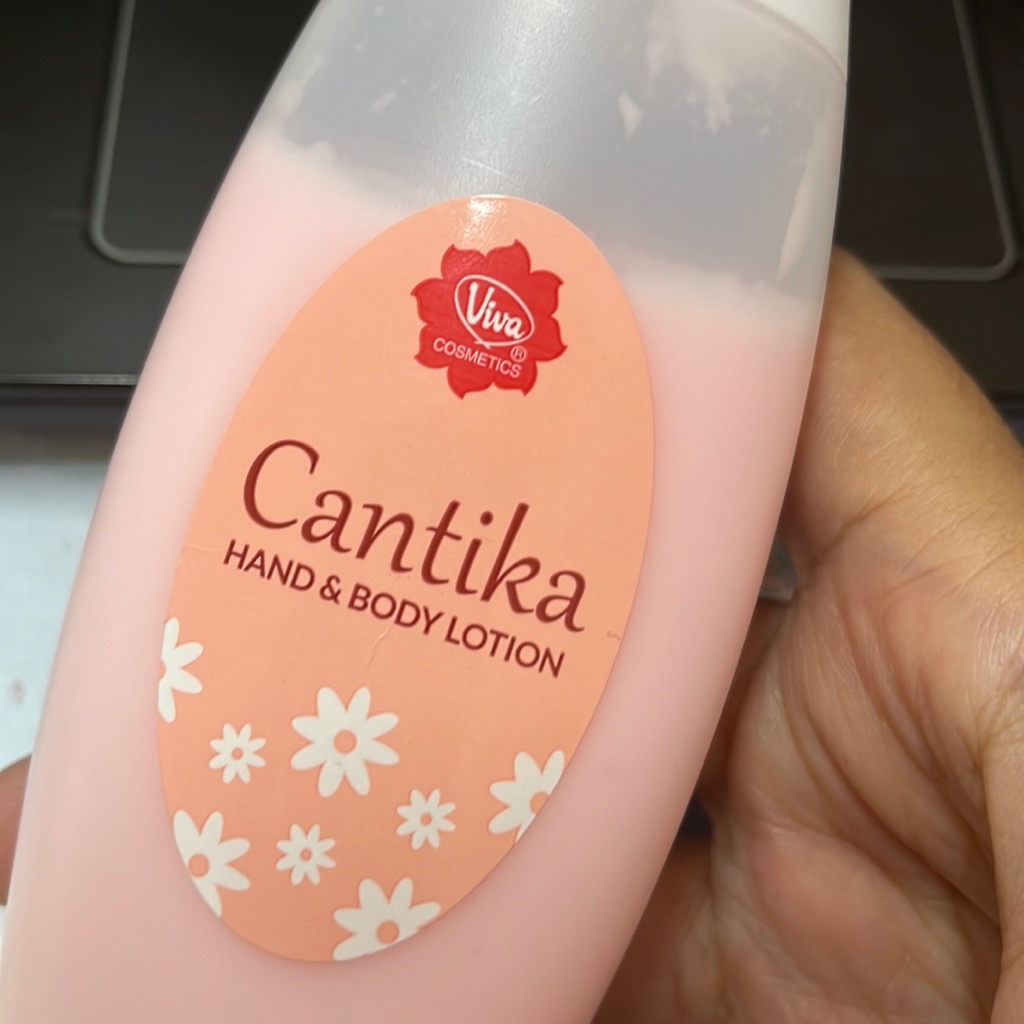 Viva
®
COSMETICS
Cantika
HAND & BODY LOTION